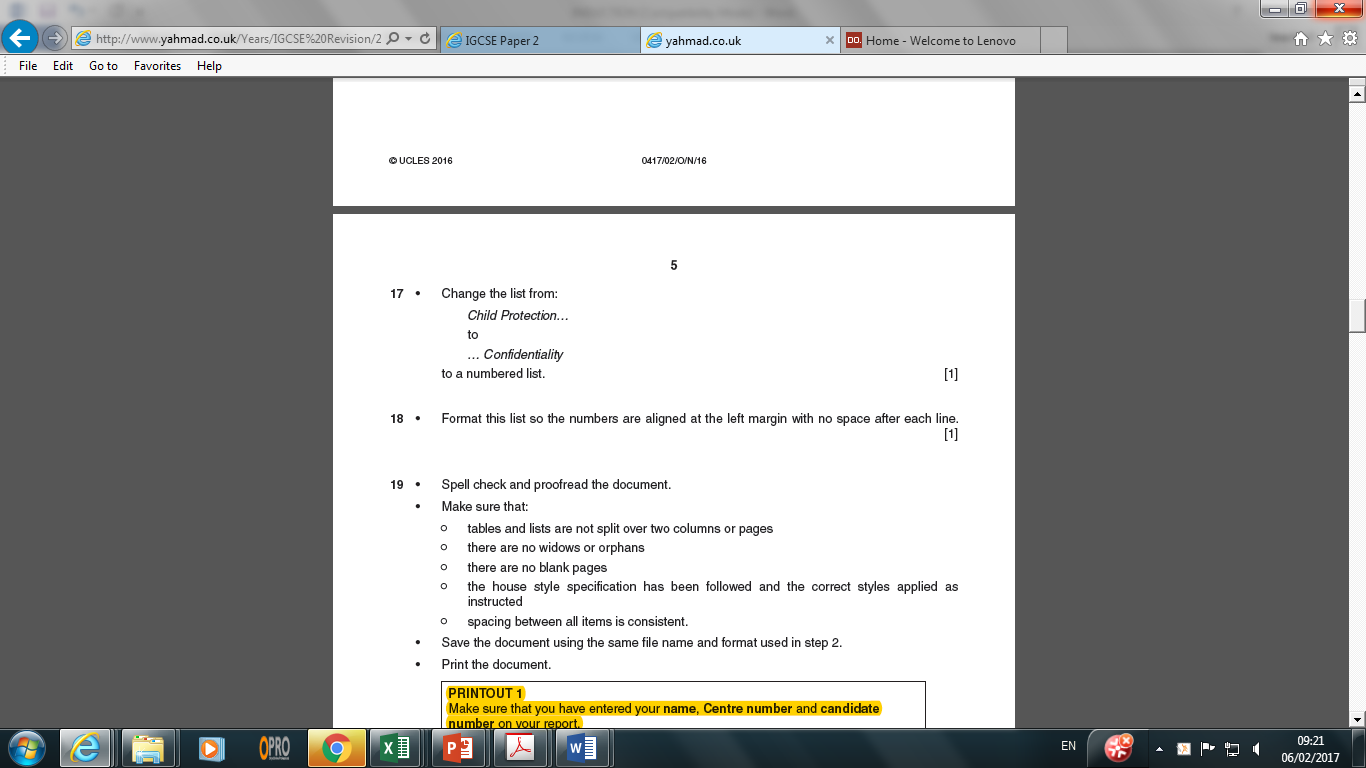 http://www.yahmad.co.uk/Years/IGCSE%20Revision/2
IGCSE Paper 2
yahmad.co.uk
Home - Welcome to Lenovo
File Edit Go to Favorites Help
© UCLES 2016 0417/02/O/N/16
5
17 • Change the list from:
Child Protection…
to
… Confidentiality
to a numbered list. [1]
18 • Format this list so the numbers are aligned at the left margin with no space after each line.
[1]
19 • Spell check and proofread the document.
• Make sure that:
○ tables and lists are not split over two columns or pages
○ there are no widows or orphans
○ there are no blank pages
○ the house style specification has been followed and the correct styles applied as
instructed
○ spacing between all items is consistent.
• Save the document using the same file name and format used in step 2.
• Print the document.
PRINTOUT 1
Make sure that you have entered your name, Centre number and candidate
number on your report.
OPRO
EN
09:21
06/02/2017